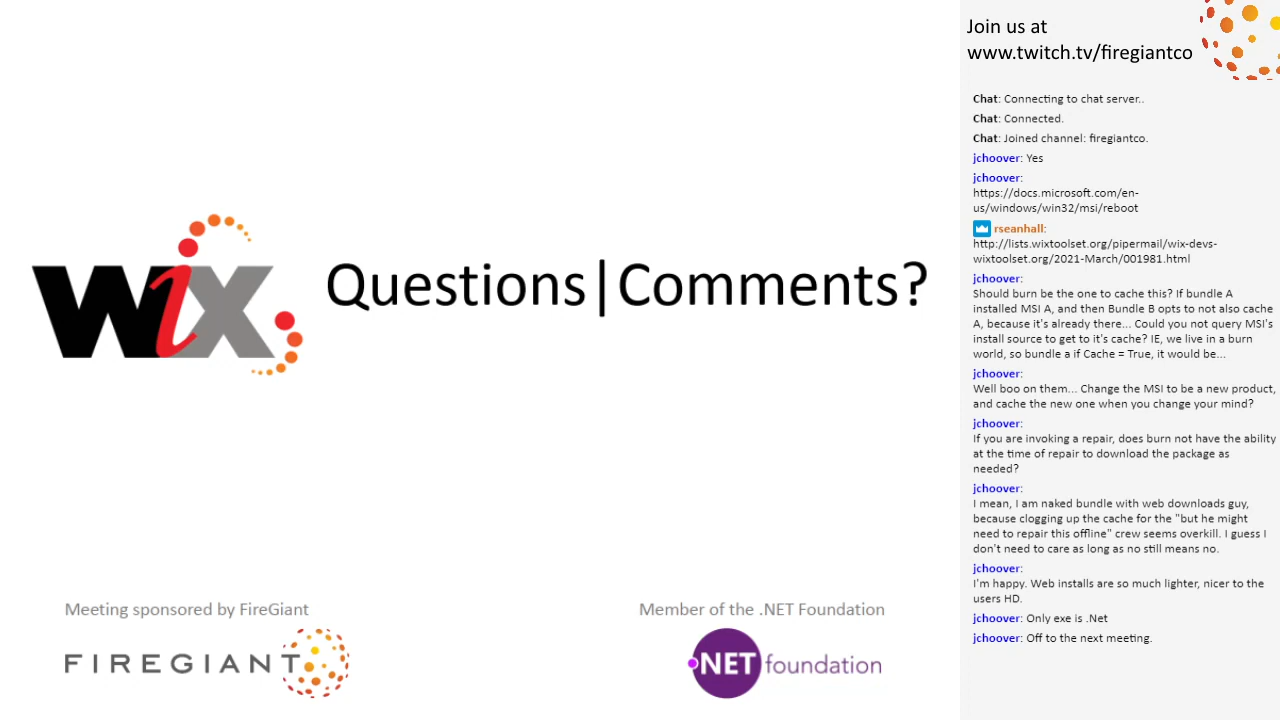 WiX
Questions|Comments?
Meeting sponsored by FireGiant
FIREGIANT
Member of the .NET Foundation
.NET foundation
Join us at
www.twitch.tv/firegiantco
Chat: Connecting to chat server..
Chat: Connected.
Chat: Joined channel: firegiantco.
jchoover: Yes
jchoover:
https://docs.microsoft.com/en-
us/windows/win32/msi/reboot
rseanhall:
http://lists.wixtoolset.org/pipermail/wix-devs-
wixtoolset.org/2021-March/001981.html
jchoover:
Should burn be the one to cache this? If bundle A
installed MSI A, and then Bundle B opts to not also cache
A, because it's already there... Could you not query MSI's
install source to get to it's cache? IE, we live in a burn
world, so bundle a if Cache = True, it would be...
jchoover:
Well boo on them... Change the MSI to be a new product,
and cache the new one when you change your mind?
jchoover:
If you are invoking a repair, does burn not have the ability
at the time of repair to download the package as
needed?
jchoover:
I mean, I am naked bundle with web downloads guy,
because clogging up the cache for the "but he might
need to repair this offline" crew seems overkill. I guess I
don't need to care as long as no still means no.
jchoover:
I'm happy. Web installs are so much lighter, nicer to the
users HD.
jchoover: Only exe is .Net
jchoover: Off to the next meeting.